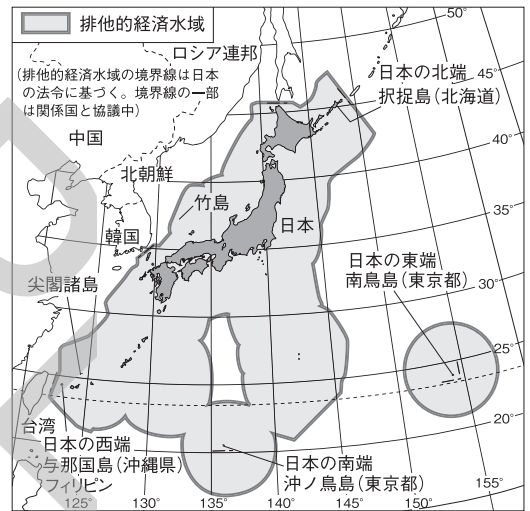 排他的経済水域
(排他的経済水域の境界線は日本
の法令に基づく。境界線の一部
は関係国と協議中)
ロシア連邦
中国
北朝鮮
韓国
竹島
日本
尖閣諸島
台湾
フィリピン
日本の北端
択捉島(北海道)
日本の東端
南鳥島(東京都)
日本の西端
与那国島(沖縄県)
日本の南端
沖ノ鳥島(東京都)
50°
45°
40°
35°
30°
25°
20°
125°
130°
135°
140°
145°
150°
155°